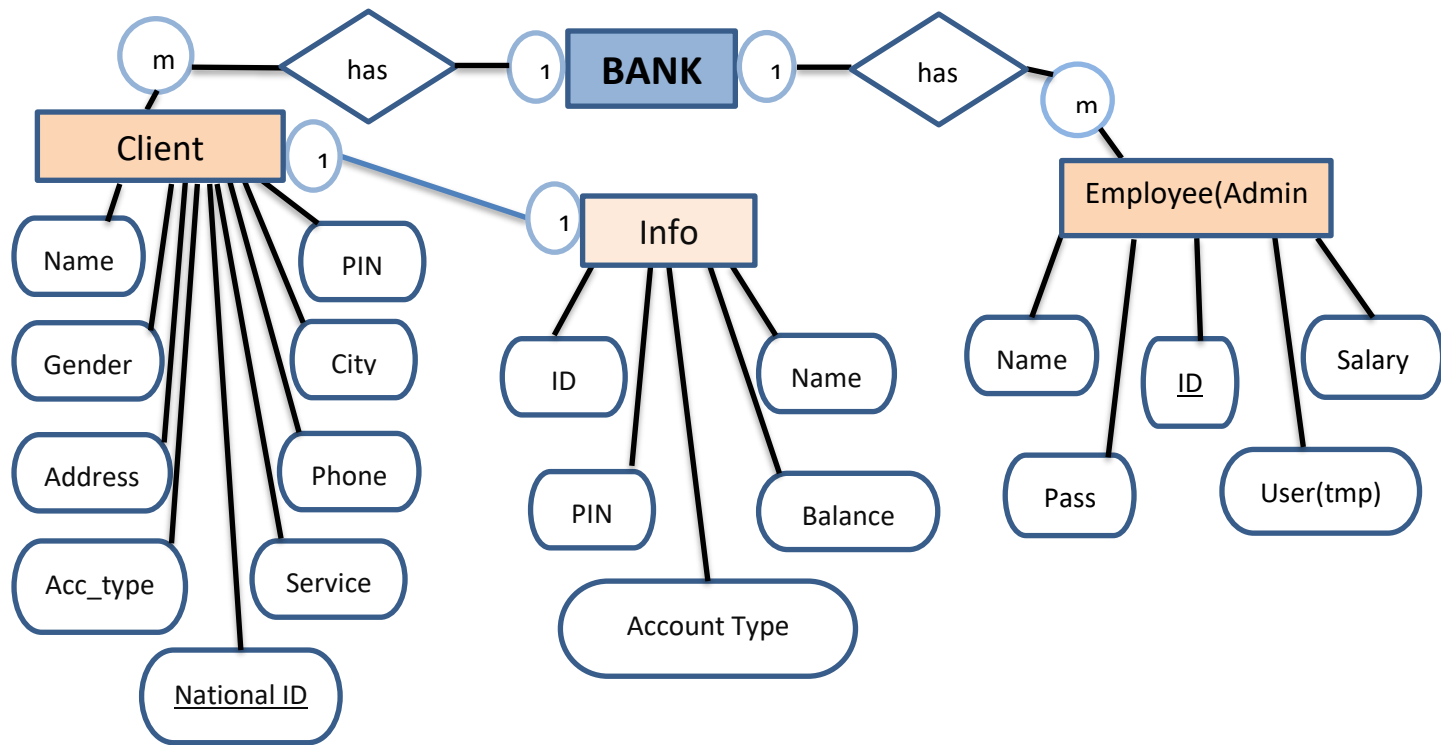 m
has
1
BANK
1
has
m
Client
1
1
Info
Employee(Admin
Name
PIN
Gender
City
Address
Phone
Acc_type
Service
National ID
ID
Name
PIN
Balance
Account Type
Name
ID
Salary
Pass
User(tmp)